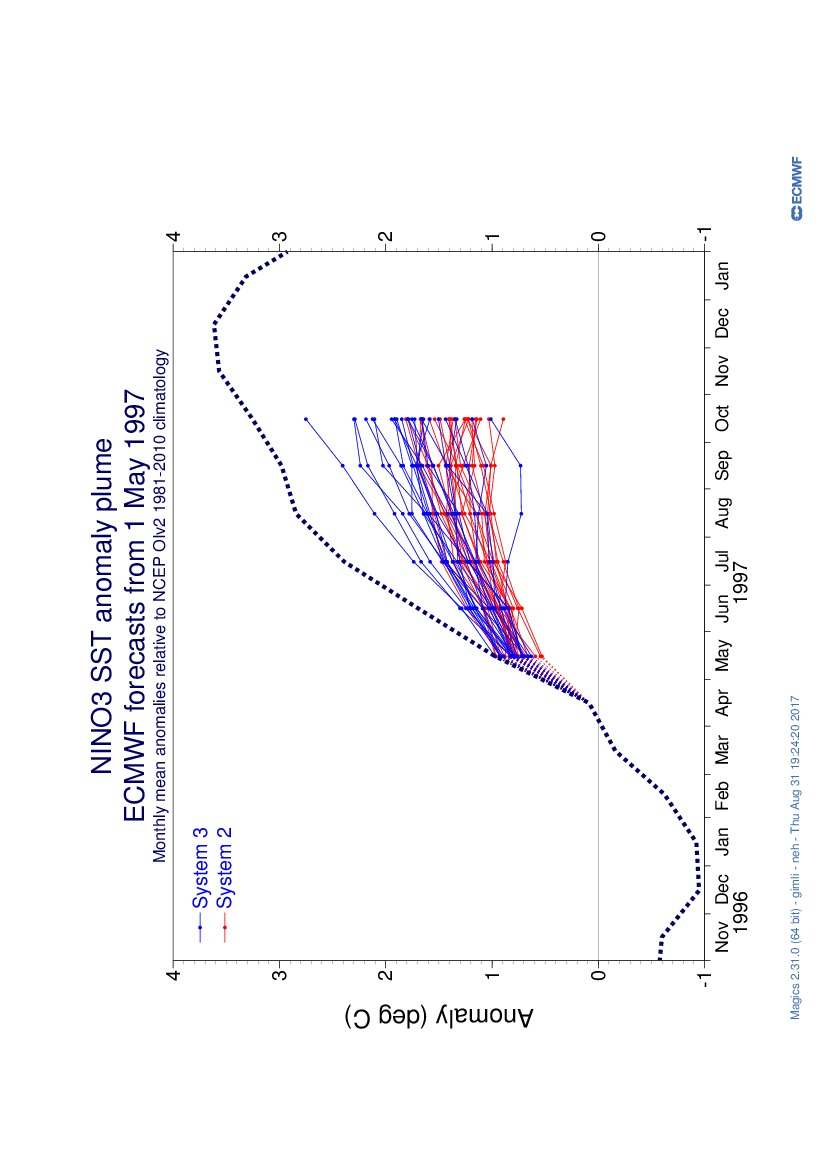 NINO3 SST anomaly plume
ECMWF forecasts from 1 May 1997
Monthly mean anomalies relative to NCEP OIv2 1981-2010 climatology
System 3
System 2
4
3
2
1
0
-1
4
3
2
1
0
-1
Anomaly (deg C)
Nov Dec Jan Feb Mar Apr May Jun Jul Aug Sep Oct Nov Dec Jan
1996 1997
Magics 2.31.0 (64 bit) - gimli - neh - Thu Aug 31 19:24:20 2017
ECMWF